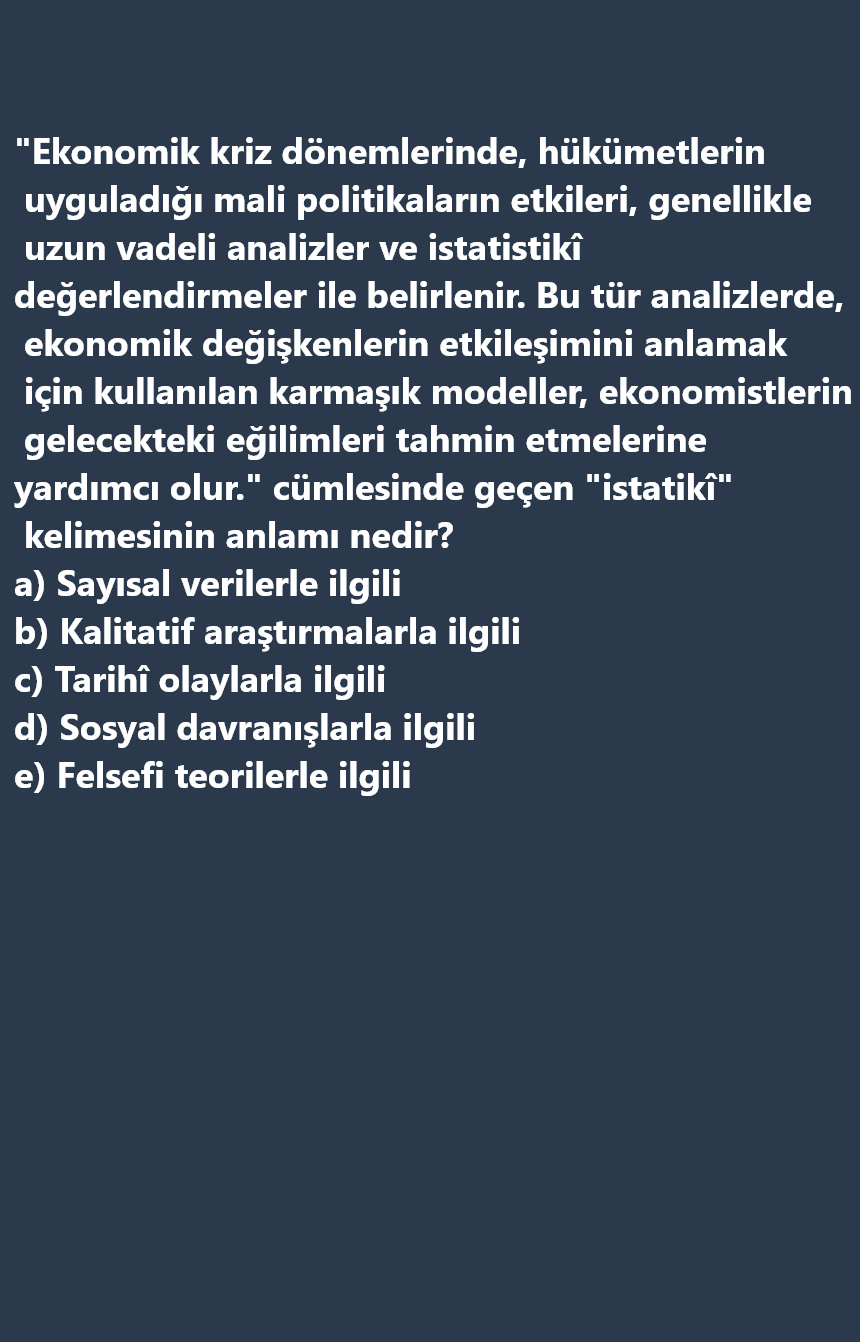 "Ekonomik kriz dönemlerinde, hükümetlerin
uyguladığı mali politikaların etkileri, genellikle
uzun vadeli analizler ve istatistikî
değerlendirmeler ile belirlenir. Bu tür analizlerde,
ekonomik değişkenlerin etkileşimini anlamak
için kullanılan karmaşık modeller, ekonomistlerin
gelecekteki eğilimleri tahmin etmelerine
yardımcı olur." cümlesinde geçen "istatikî"
kelimesinin anlamı nedir?
a) Sayısal verilerle ilgili
b) Kalitatif araştırmalarla ilgili
c) Tarihî olaylarla ilgili
d) Sosyal davranışlarla ilgili
e) Felsefi teorilerle ilgili